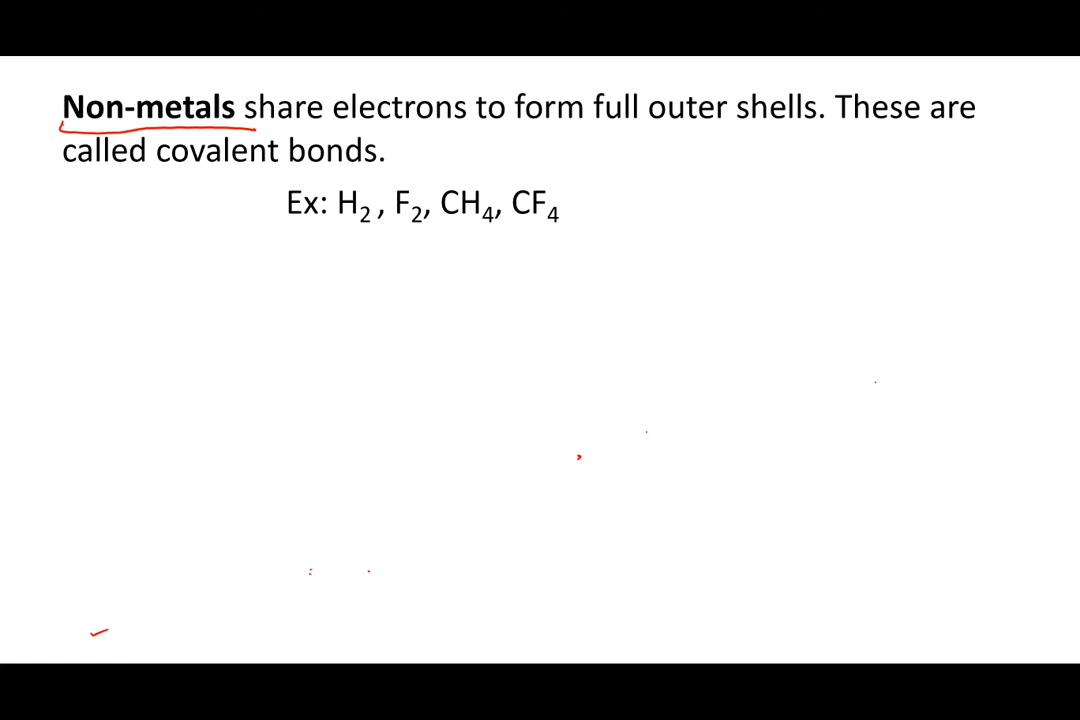 Non-metals share electrons to form full outer shells. These are
called covalent bonds.
Ex: H₂ , F₂, CH₄, CF₄